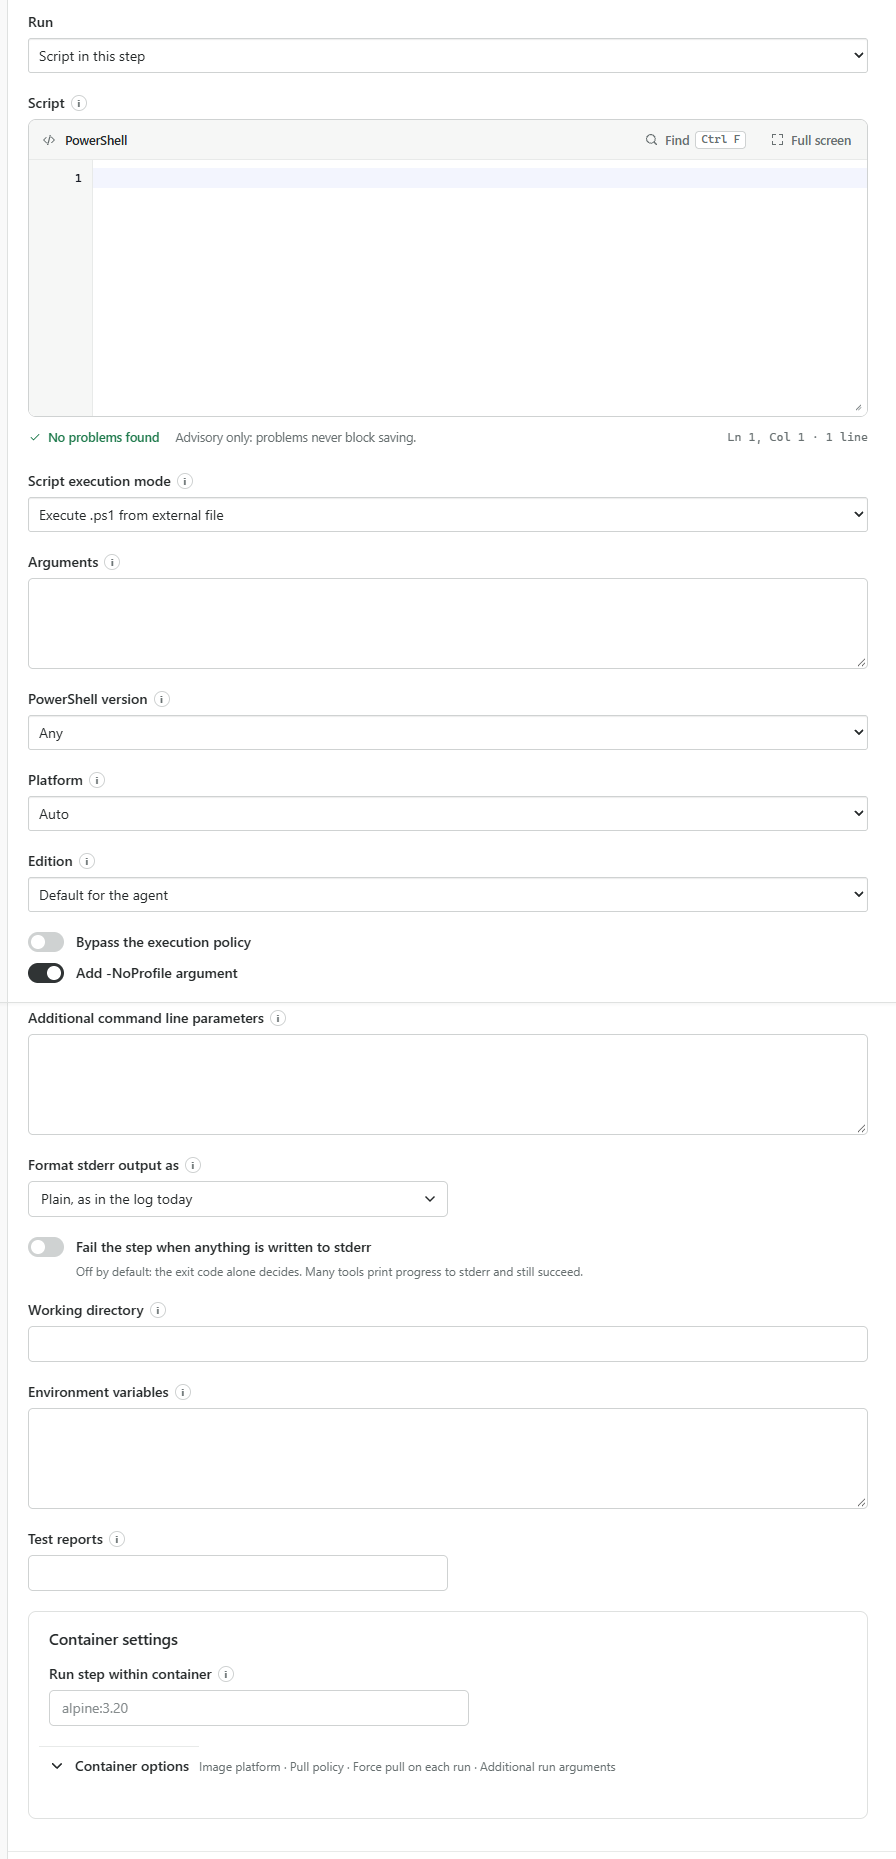 Run
Script in this step
Script i
PowerShell Find Ctrl F Full screen
1
No problems found Advisory only: problems never block saving. Ln 1, Col 1 · 1 line
Script execution mode i
Execute .ps1 from external file
Arguments i
PowerShell version i
Any
Platform i
Auto
Edition i
Default for the agent
Bypass the execution policy
Add -NoProfile argument
Additional command line parameters i
Format stderr output as i
Plain, as in the log today
Fail the step when anything is written to stderr
Off by default: the exit code alone decides. Many tools print progress to stderr and still succeed.
Working directory i
Environment variables i
Test reports i
Container settings
Run step within container i
alpine:3.20
Container options Image platform · Pull policy · Force pull on each run · Additional run arguments